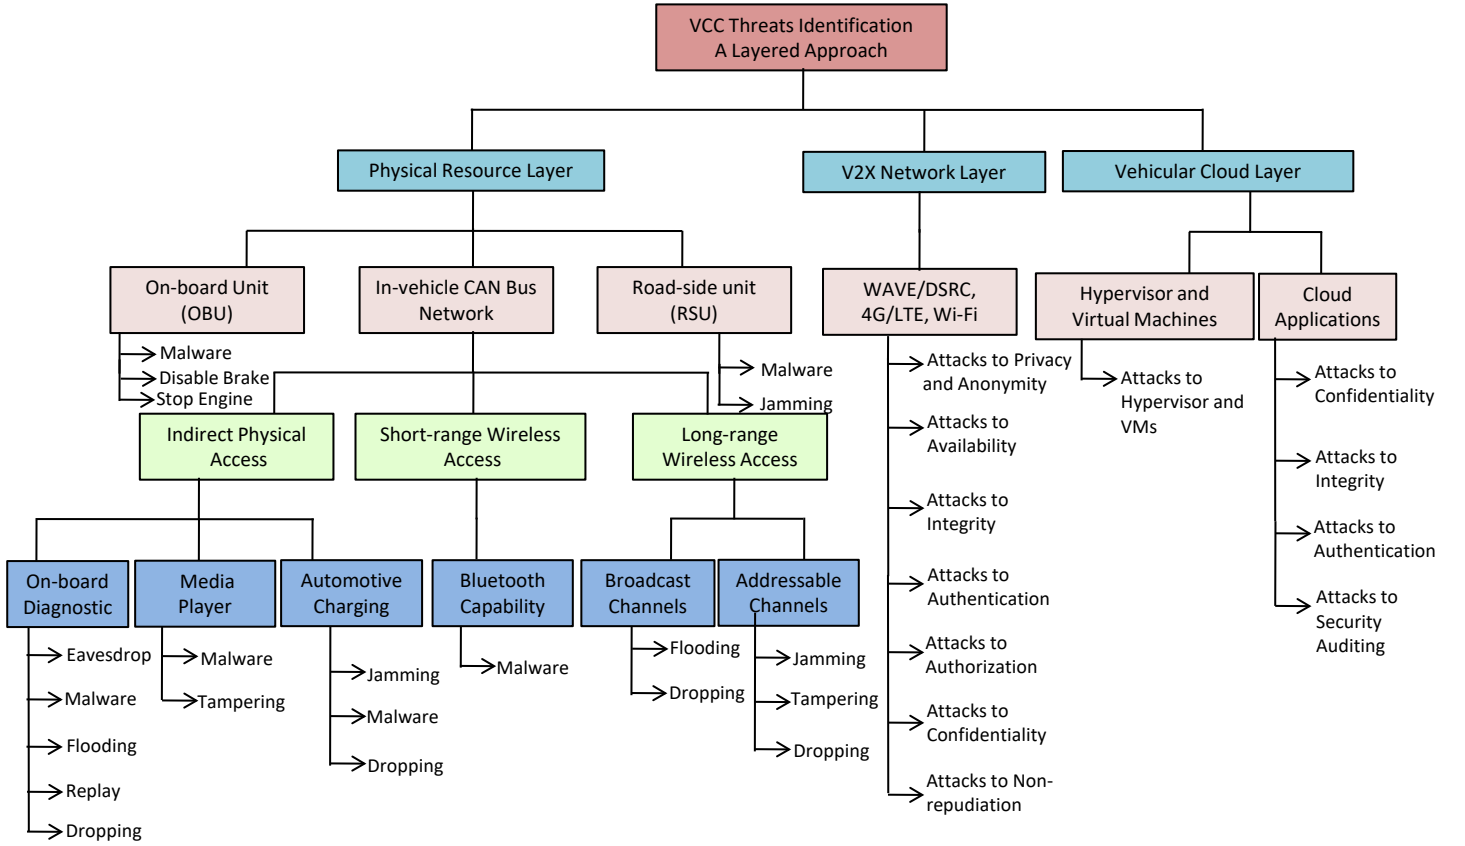 VCC Threats Identification
A Layered Approach
Physical Resource Layer
V2X Network Layer
Vehicular Cloud Layer
On-board Unit
(OBU)
In-vehicle CAN Bus
Network
Road-side unit
(RSU)
WAVE/DSRC,
4G/LTE, Wi-Fi
Hypervisor and
Virtual Machines
Cloud
Applications
Malware
Disable Brake
Stop Engine
Malware
Jamming
Indirect Physical
Access
Short-range Wireless
Access
Long-range
Wireless Access
On-board
Diagnostic
Media
Player
Automotive
Charging
Bluetooth
Capability
Broadcast
Channels
Addressable
Channels
Eavesdrop
Malware
Flooding
Replay
Dropping
Malware
Tampering
Jamming
Malware
Dropping
Malware
Flooding
Dropping
Jamming
Tampering
Dropping
Attacks to Privacy
and Anonymity
Attacks to
Availability
Attacks to
Integrity
Attacks to
Authentication
Attacks to
Authorization
Attacks to
Confidentiality
Attacks to Non-
repudiation
Attacks to
Hypervisor and
VMs
Attacks to
Confidentiality
Attacks to
Integrity
Attacks to
Authentication
Attacks to
Security
Auditing